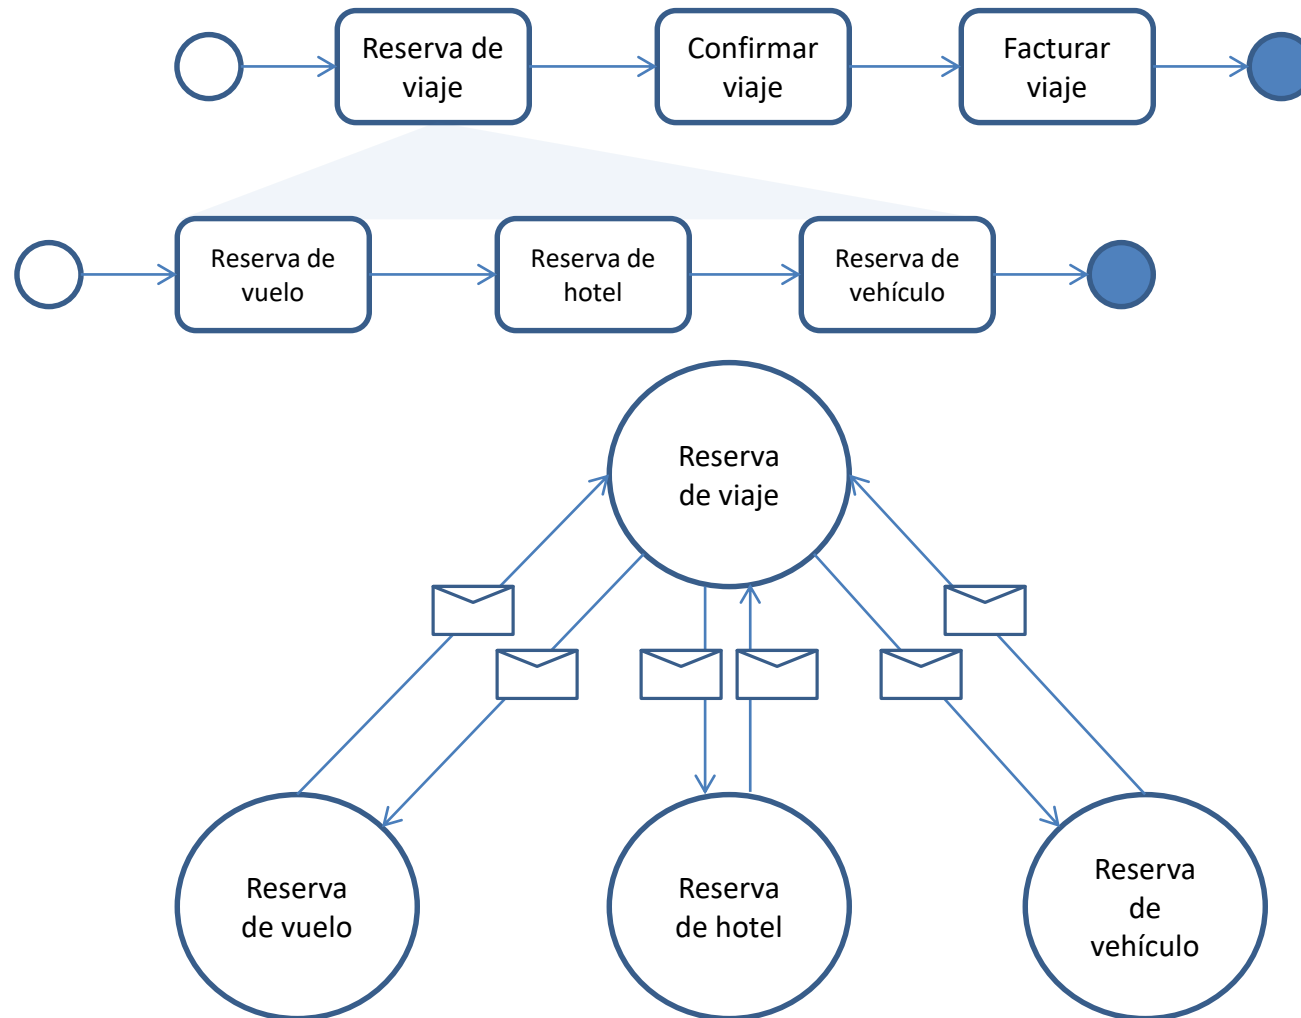 Reserva de
viaje
Confirmar
viaje
Facturar
viaje
Reserva de
vuelo
Reserva de
hotel
Reserva de
vehículo
Reserva
de viaje
Reserva
de vuelo
Reserva
de hotel
Reserva
de
vehículo